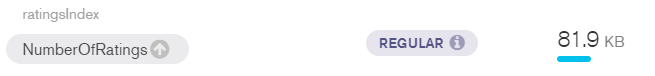 ratingsIndex
NumberOfRatings
REGULAR
81.9 KB